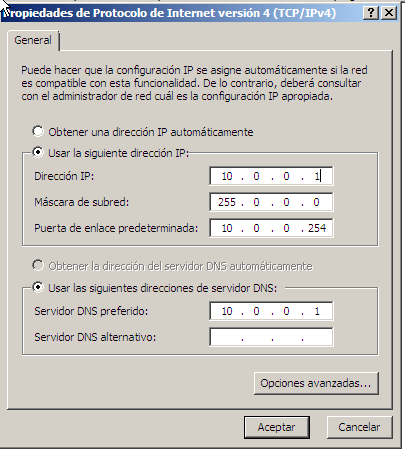 Propiedades de Protocolo de Internet versión 4 (TCP/IPv4)
General
Puede hacer que la configuración IP se asigne automáticamente si la red
es compatible con esta funcionalidad. De lo contrario, deberá consultar
con el administrador de red cuál es la configuración IP apropiada.
Obtener una dirección IP automáticamente
Usar la siguiente dirección IP:
Dirección IP: 10 . 0 . 0 . 1
Máscara de subred: 255 . 0 . 0 . 0
Puerta de enlace predeterminada: 10 . 0 . 0 . 254
Obtener la dirección del servidor DNS automáticamente
Usar las siguientes direcciones de servidor DNS:
Servidor DNS preferido: 10 . 0 . 0 . 1
Servidor DNS alternativo: . . .
Opciones avanzadas...
Aceptar Cancelar